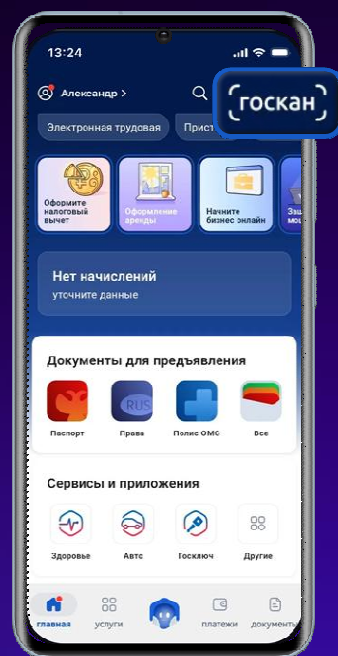 13:24
Александр
госкан
Электронная трудовая
Прист
Оформите
налоговый
вычет
Оформление
аренды
Начните
бизнес онлайн
Нет начислений
уточните данные
Документы для предъявления
RUS
Паспорт
Права
Полис ОМС
Все
Сервисы и приложения
Здоровье
Авто
Госключ
Другие
главная
услуги
платежи
документы